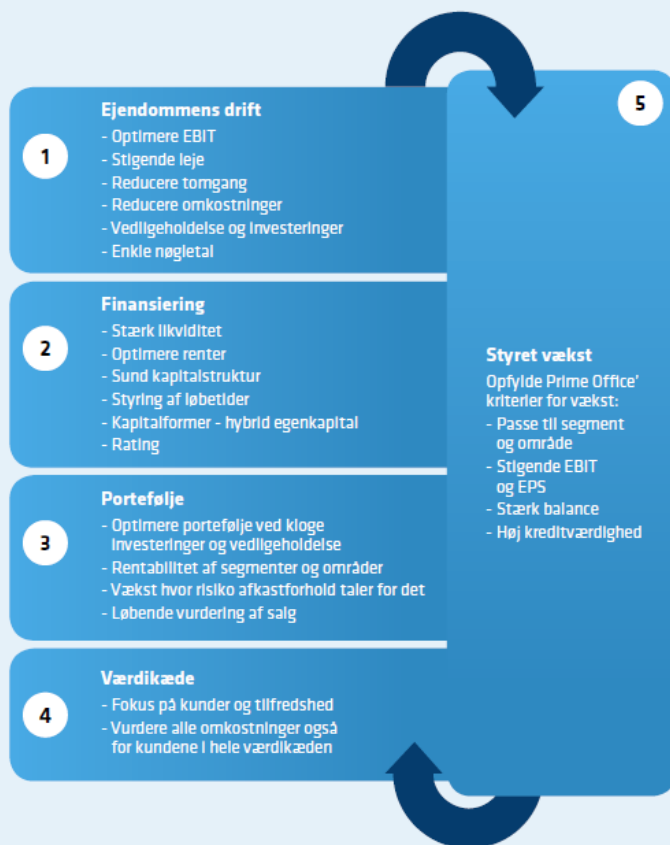 1
Ejendommens drift
- Optimere EBIT
- Stigende leje
- Reducere tomgang
- Reducere omkostninger
- Vedligeholdelse og investeringer
- Enkle nøgletal
2
Finansiering
- Stærk likviditet
- Optimere renter
- Sund kapitalstruktur
- Styring af løbetider
- Kapitalformer - hybrid egenkapital
- Rating
3
Portefølje
- Optimere portefølje ved kloge
investeringer og vedligeholdelse
- Rentabilitet af segmenter og områder
- Vækst hvor risiko afkastforhold taler for det
- Løbende vurdering af salg
4
Værdikæde
- Fokus på kunder og tilfredshed
- Vurdere alle omkostninger også
for kundene i hele værdikæden
5
Styret vækst
Opfylde Prime Office'
kriterier for vækst:
- Passe til segment
og område
- Stigende EBIT
og EPS
- Stærk balance
- Høj kreditværdighed